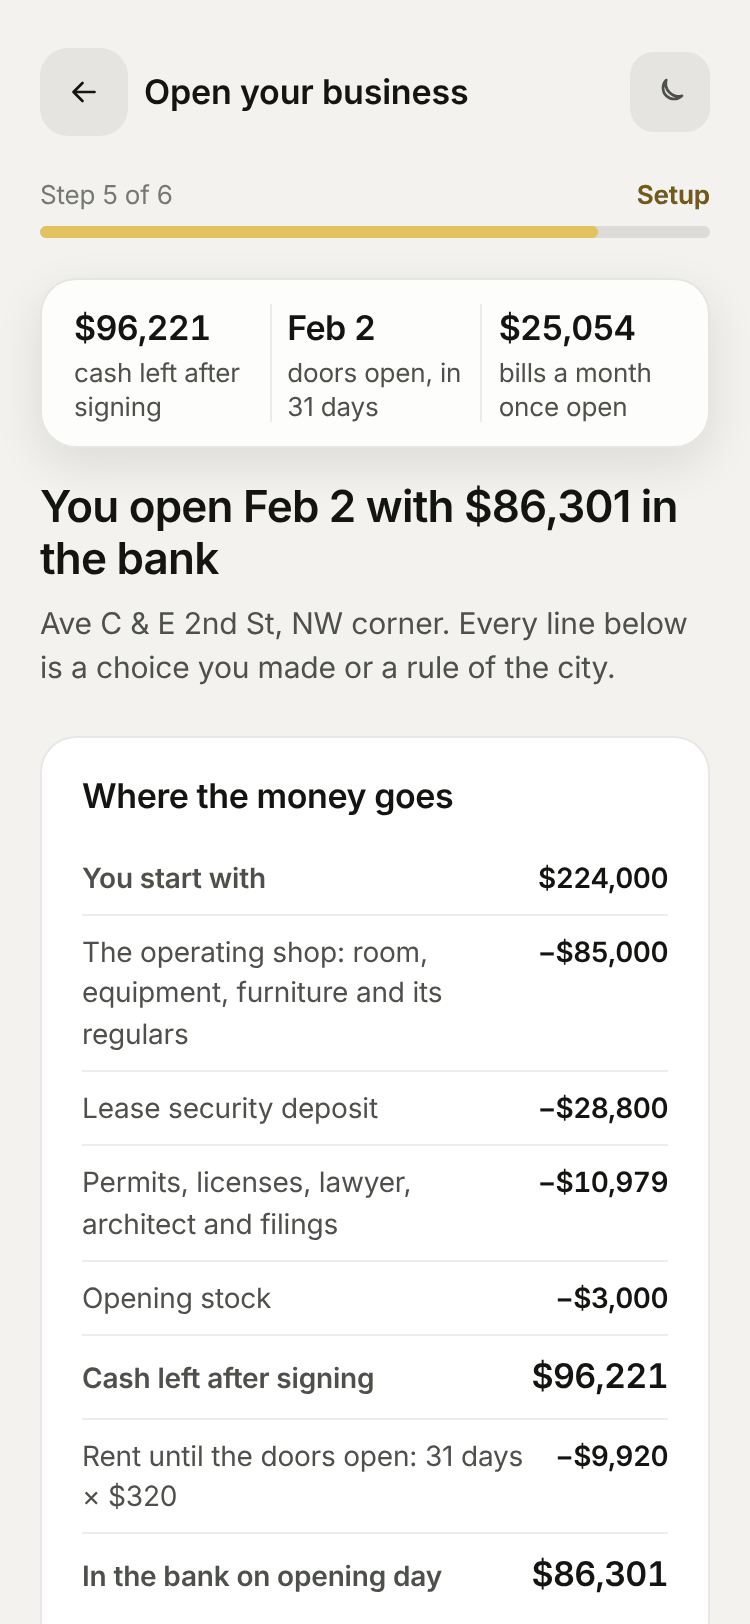 Open your business
Step 5 of 6
Setup
$96,221
cash left after
signing
Feb 2
doors open, in
31 days
$25,054
bills a month
once open
You open Feb 2 with $86,301 in
the bank
Ave C & E 2nd St, NW corner. Every line below
is a choice you made or a rule of the city.
Where the money goes
You start with $224,000
The operating shop: room, −$85,000
equipment, furniture and its
regulars
Lease security deposit −$28,800
Permits, licenses, lawyer, −$10,979
architect and filings
Opening stock −$3,000
Cash left after signing $96,221
Rent until the doors open: 31 days −$9,920
× $320
In the bank on opening day $86,301